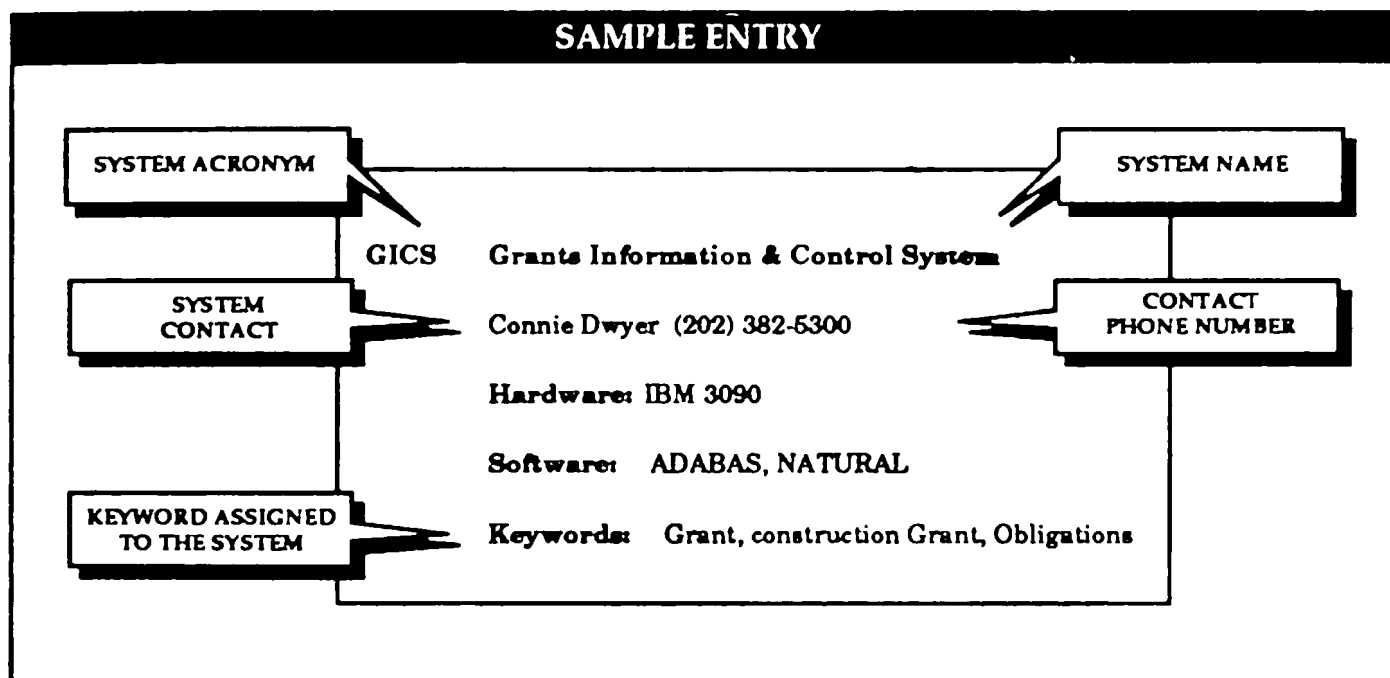 SAMPLE ENTRY
SYSTEM ACRONYM
SYSTEM NAME
GICS Grants Information & Control System
SYSTEM
CONTACT
Connie Dwyer (202) 382-5300
CONTACT
PHONE NUMBER
Hardware: IBM 3090
Software: ADABAS, NATURAL
KEYWORD ASSIGNED
TO THE SYSTEM
Keywords: Grant, construction Grant, Obligations